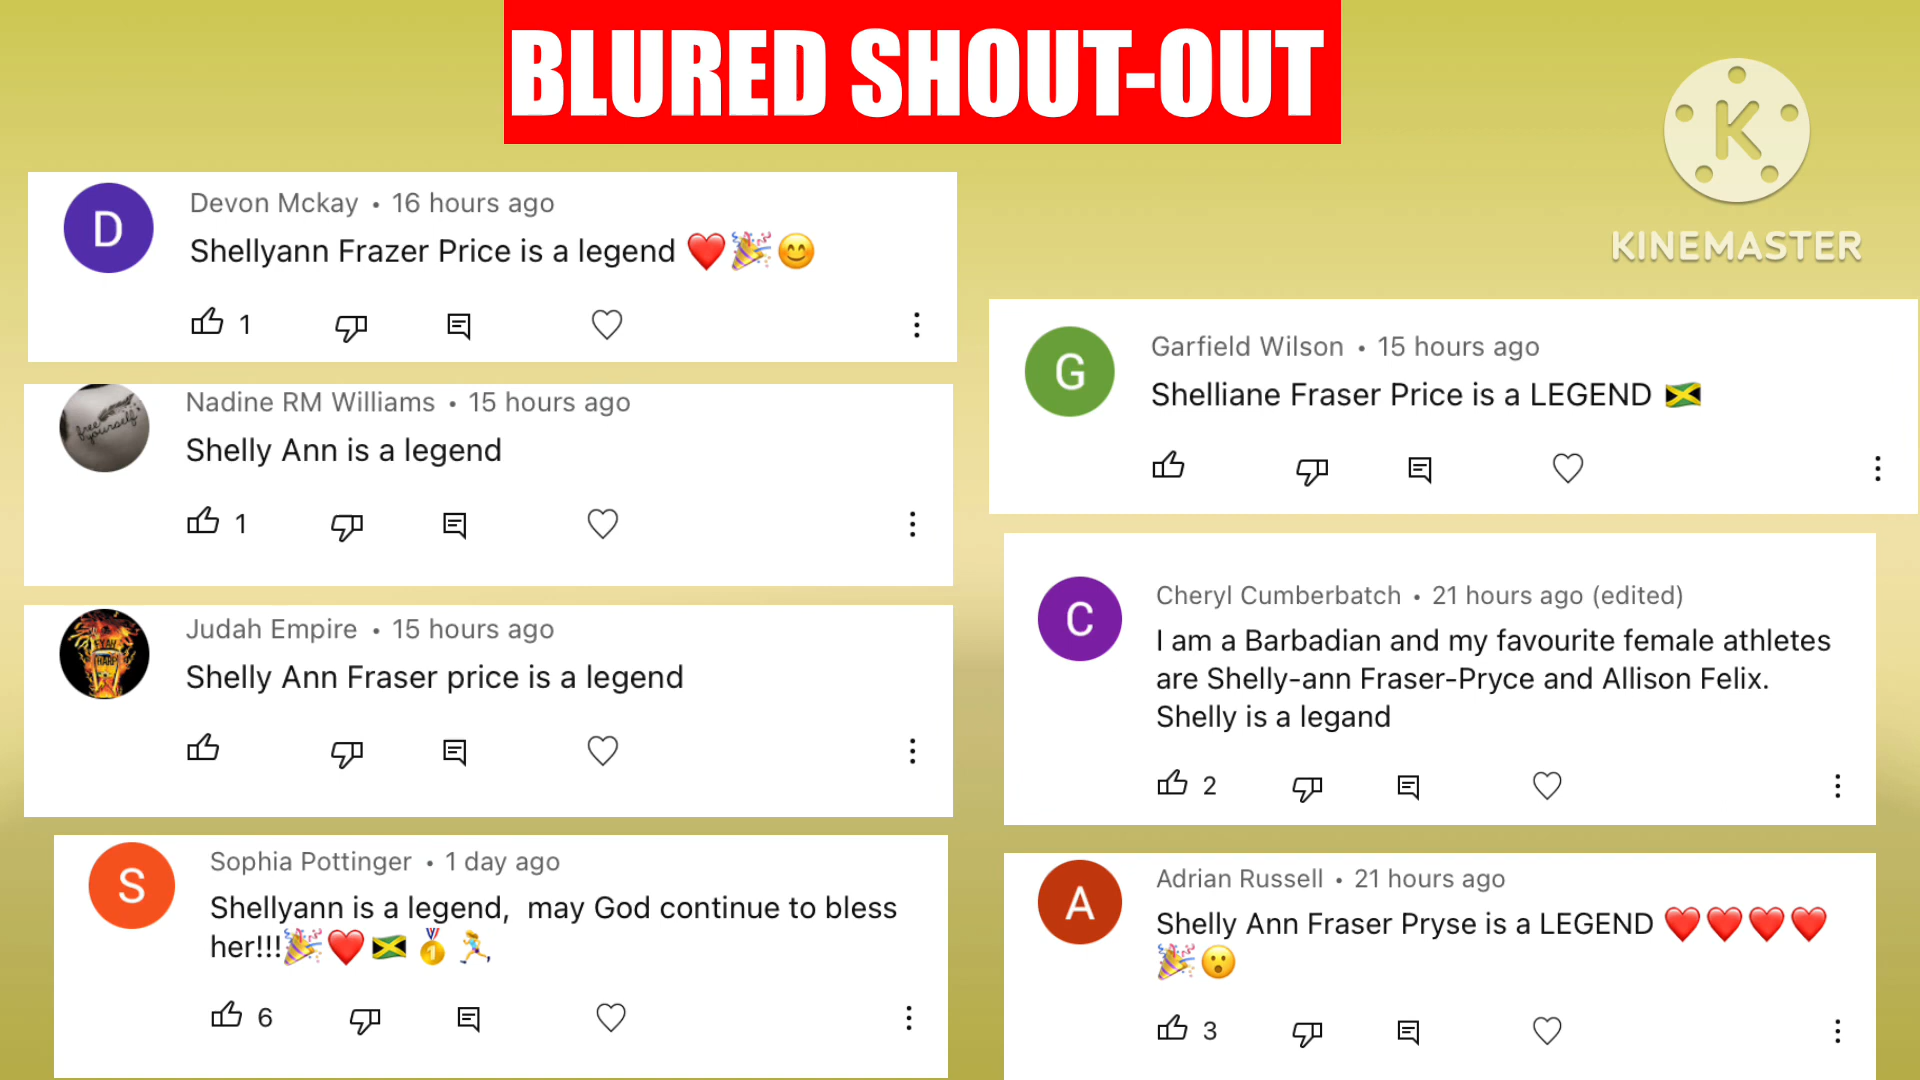 BLURED SHOUT-OUT
K
KINEMASTER
D
Devon Mckay • 16 hours ago
Shellyann Frazer Price is a legend ❤️🎉😊
1
free yourself
Nadine RM Williams • 15 hours ago
Shelly Ann is a legend
1
Judah Empire • 15 hours ago
Shelly Ann Fraser price is a legend
S
Sophia Pottinger • 1 day ago
Shellyann is a legend,  may God continue to bless
her!!!🎉❤️🇯🇲🥇🏃‍♀️,
6
G
Garfield Wilson • 15 hours ago
Shelliane Fraser Price is a LEGEND 🇯🇲
C
Cheryl Cumberbatch • 21 hours ago (edited)
I am a Barbadian and my favourite female athletes
are Shelly-ann Fraser-Pryce and Allison Felix.
Shelly is a legand
2
A
Adrian Russell • 21 hours ago
Shelly Ann Fraser Pryse is a LEGEND ❤️❤️❤️❤️
🎉😮
3